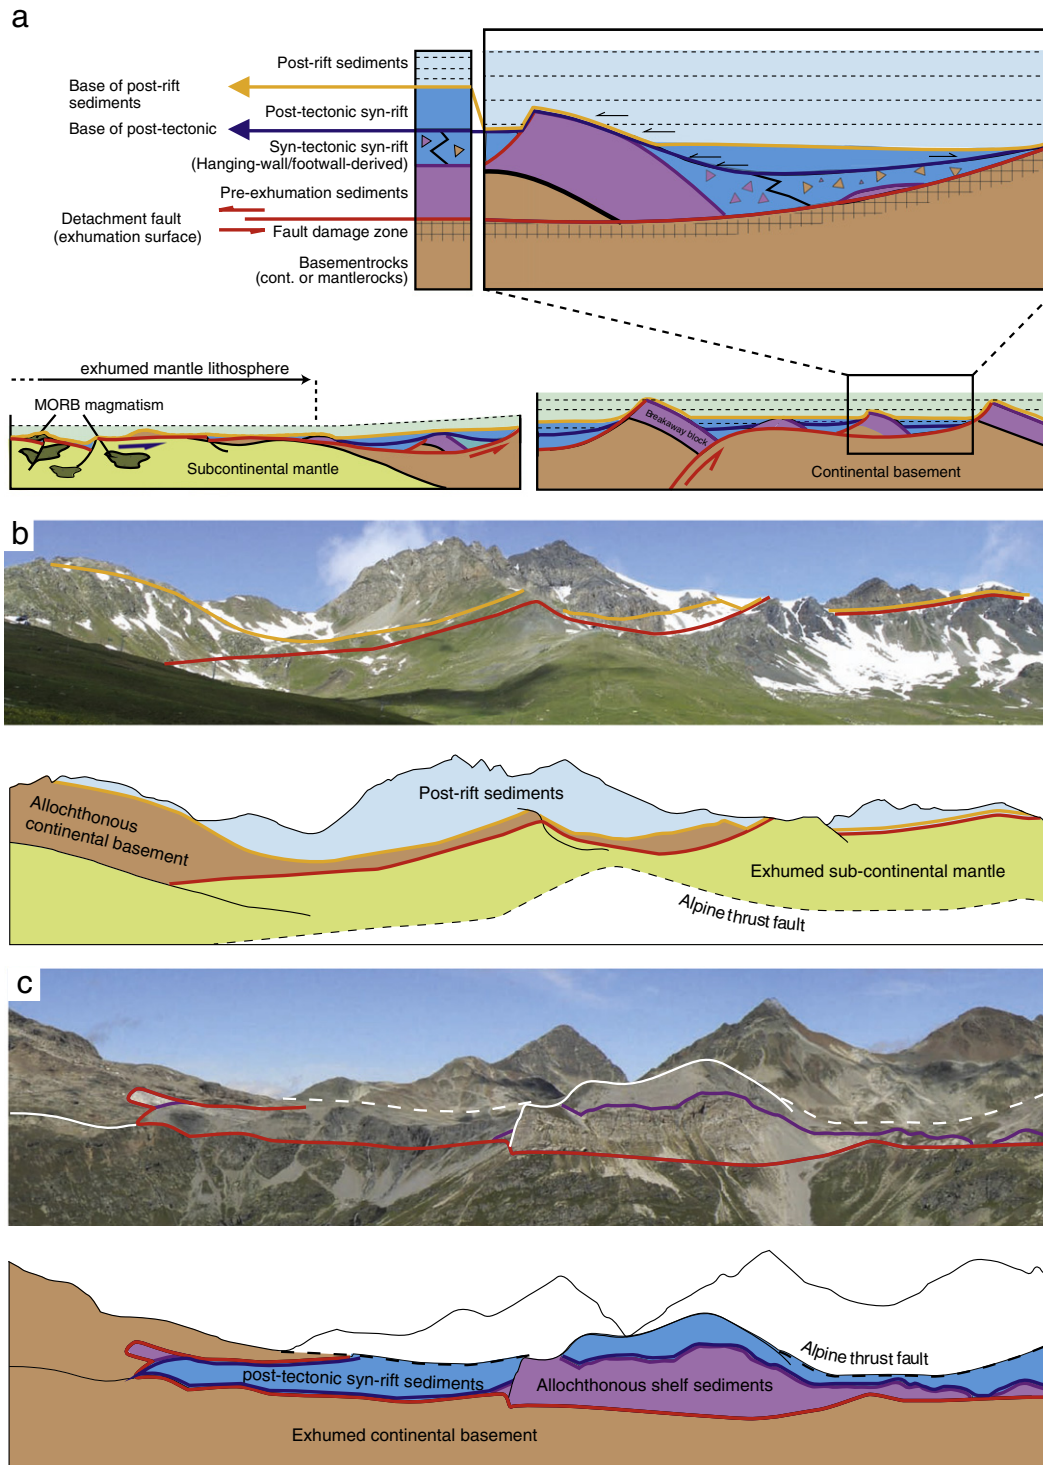 a
Post-rift sediments
Base of post-rift
sediments
Post-tectonic syn-rift
Base of post-tectonic
Syn-tectonic syn-rift
(Hanging-wall/footwall-derived)
Pre-exhumation sediments
Detachment fault
(exhumation surface)
Fault damage zone
Basementrocks
(cont. or mantlerocks)
exhumed mantle lithosphere
MORB magmatism
Subcontinental mantle
Breakaway block
Continental basement
b
Post-rift sediments
Allochthonous
continental basement
Exhumed sub-continental mantle
Alpine thrust fault
c
Alpine thrust fault
post-tectonic syn-rift sediments
Allochthonous shelf sediments
Exhumed continental basement